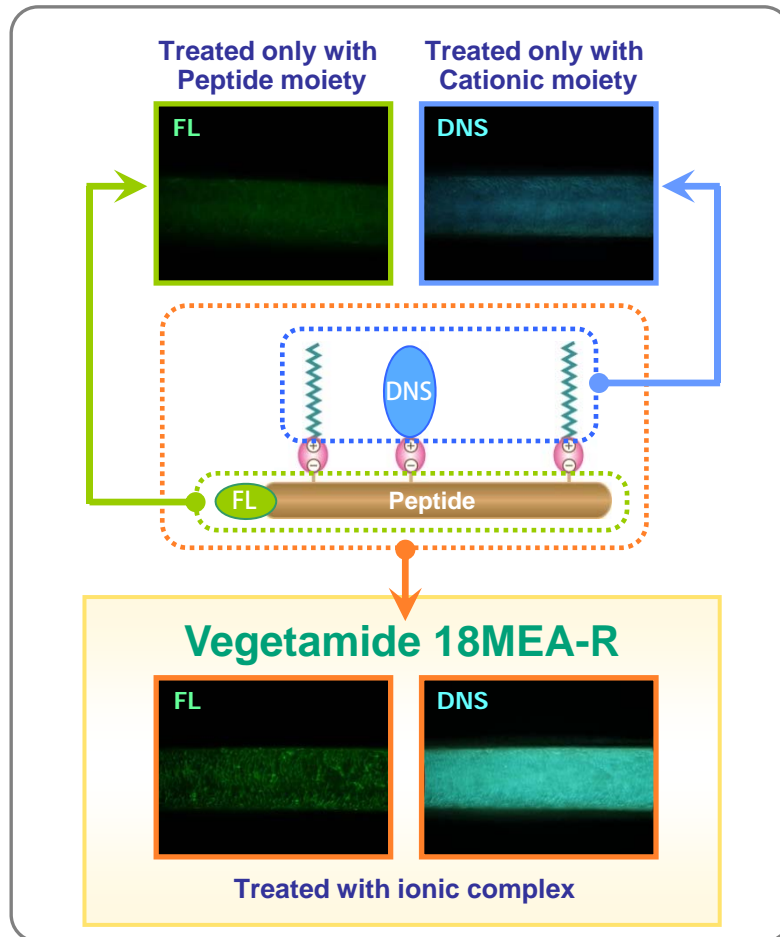 Treated only with
Peptide moiety
Treated only with
Cationic moiety
FL
DNS
DNS
+
+
+
−
−
−
FL
Peptide
Vegetamide 18MEA-R
FL
DNS
Treated with ionic complex